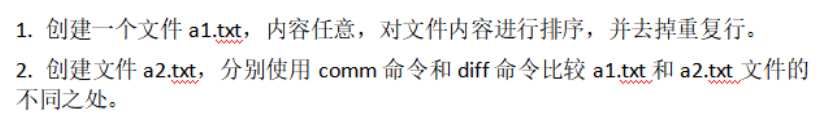 1. 创建一个文件 a1.txt，内容任意，对文件内容进行排序，并去掉重复行。
2. 创建文件 a2.txt，分别使用 comm 命令和 diff 命令比较 a1.txt 和 a2.txt 文件的
不同之处。